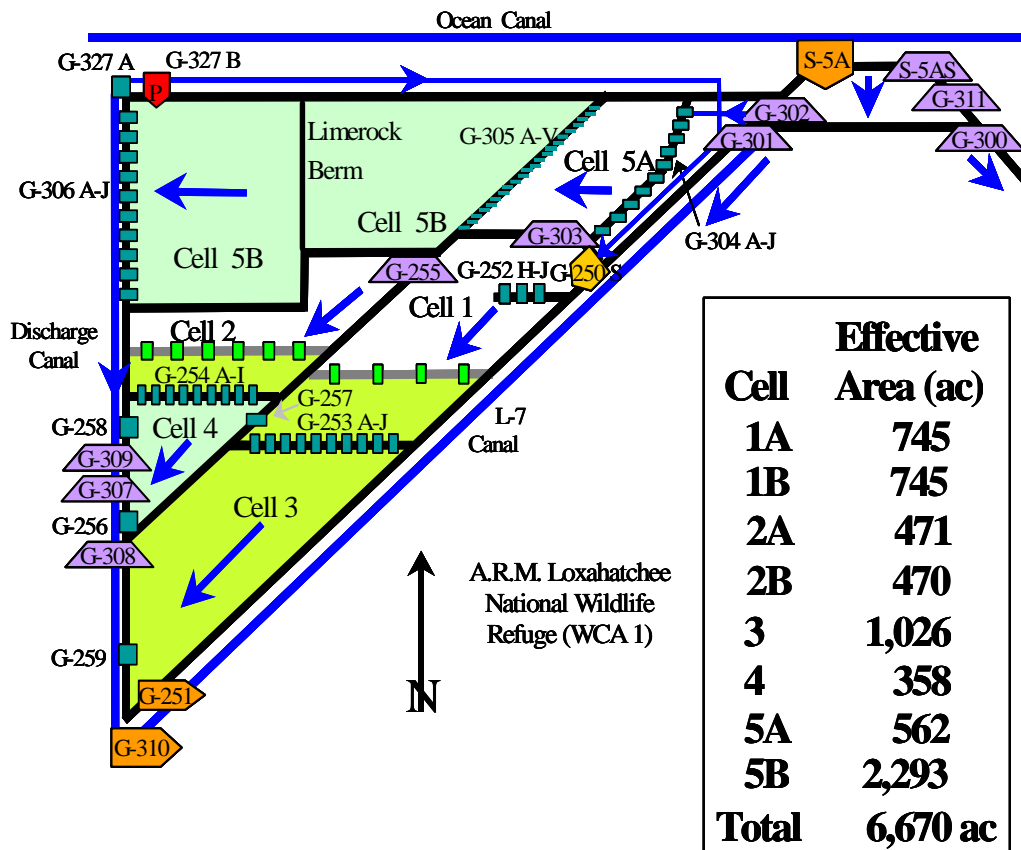 Ocean Canal
G-327 A
G-327 B
S-5A
S-5AS
P
G-311
G-302
G-301
G-300
Limerock
Berm
G-305 A-V
Cell 5A
G-306 A-J
Cell 5B
Cell 5B
G-303
G-304 A-J
G-255
G-252 H-J
G-250 S
Cell 1
Discharge
Canal
Cell 2
G-254 A-I
G-257
G-253 A-J
L-7
Canal
G-258
Cell 4
G-309
G-307
Cell 3
G-256
G-308
A.R.M. Loxahatchee
National Wildlife
Refuge (WCA 1)
G-259
G-251
N
G-310
Effective
Cell Area (ac)
1A 745
1B 745
2A 471
2B 470
3 1,026
4 358
5A 562
5B 2,293
Total 6,670 ac